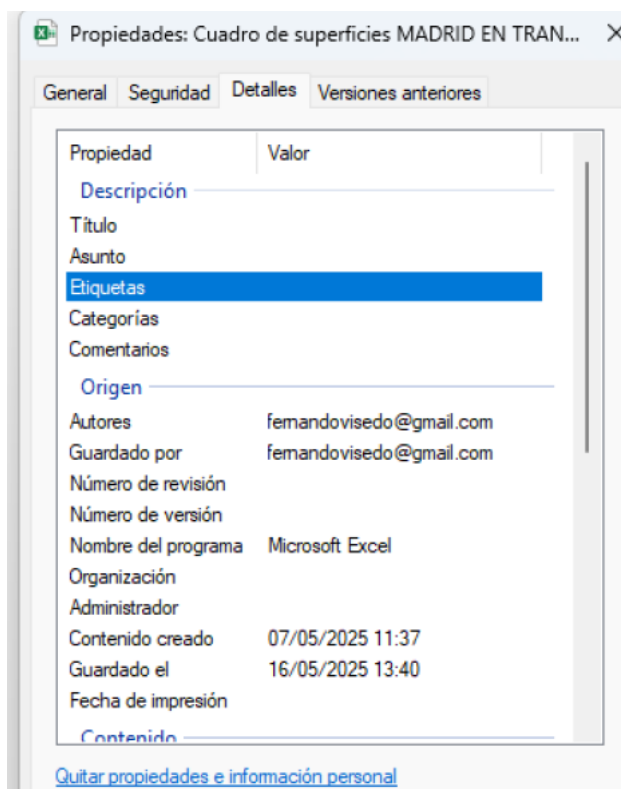 Propiedades: Cuadro de superficies MADRID EN TRAN...
General Seguridad Detalles Versiones anteriores
Propiedad Valor
Descripción
Título
Asunto
Etiquetas
Categorías
Comentarios
Origen
Autores fernandovisedo@gmail.com
Guardado por fernandovisedo@gmail.com
Número de revisión
Número de versión
Nombre del programa Microsoft Excel
Organización
Administrador
Contenido creado 07/05/2025 11:37
Guardado el 16/05/2025 13:40
Fecha de impresión
Contenido
Quitar propiedades e información personal